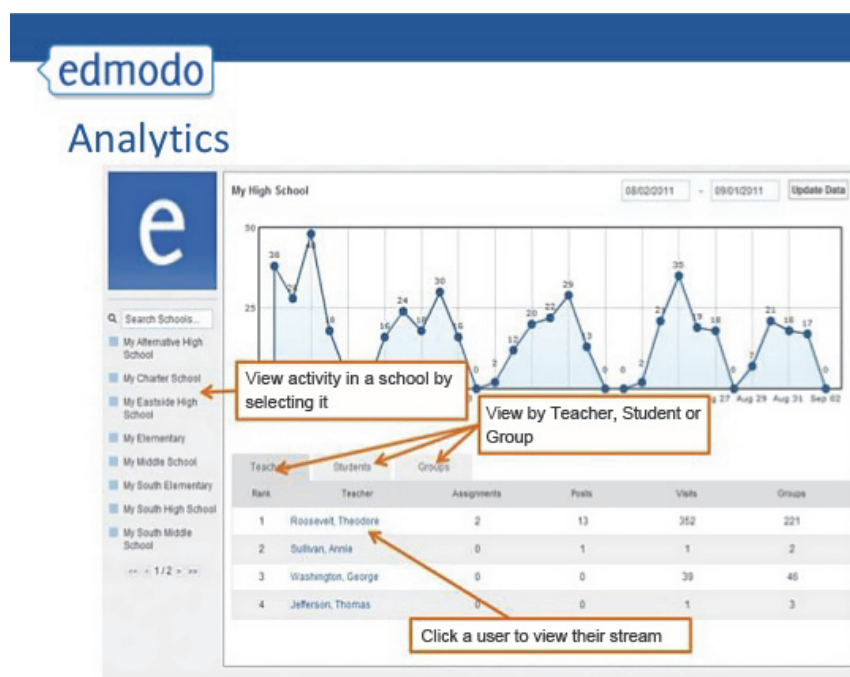 edmodo
Analytics
e
My High School
08/02/2011 - 09/01/2011 Update Data
50
25
38
18
16
24
18
30
16
0
2
12
20
22
29
13
0
0
2
21
35
19
18
0
7
21
18
17
0
27 Aug 29 Aug 31 Sep 02
Search Schools...
My Alternative High
School
My Charter School
My Eastside High
School
My Elementary
My Middle School
My South Elementary
My South High School
My South Middle
School
<< < 1 / 2 > >>
View activity in a school by
selecting it
View by Teacher, Student or
Group
Students Groups
Rank Teacher Assignments Posts Visits Groups
1 Roosevelt, Theodore 2 13 352 221
2 Sullivan, Annie 0 1 1 2
3 Washington, George 0 0 39 46
4 Jefferson, Thomas 0 0 1 3
Click a user to view their stream